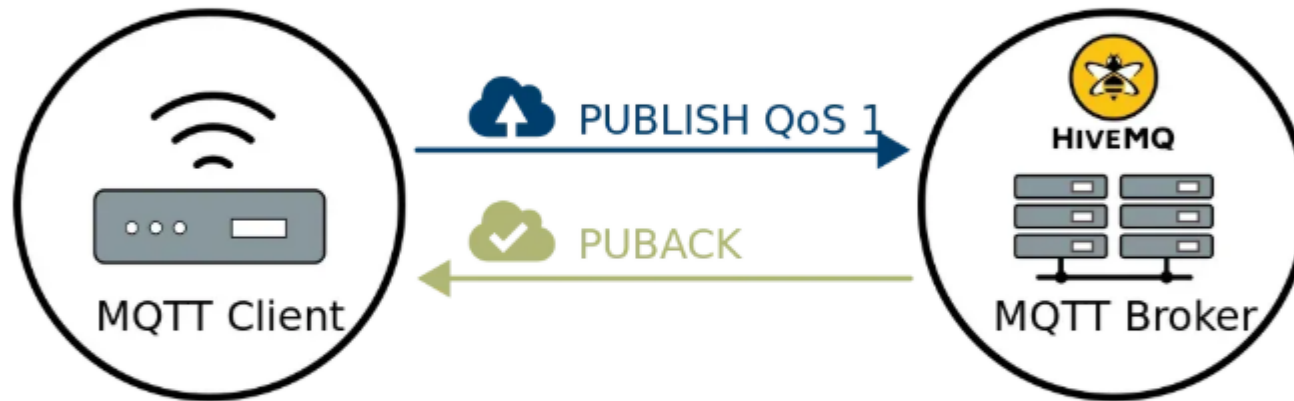 PUBLISH QoS 1
HIVEMQ
PUBACK
MQTT Client
MQTT Broker